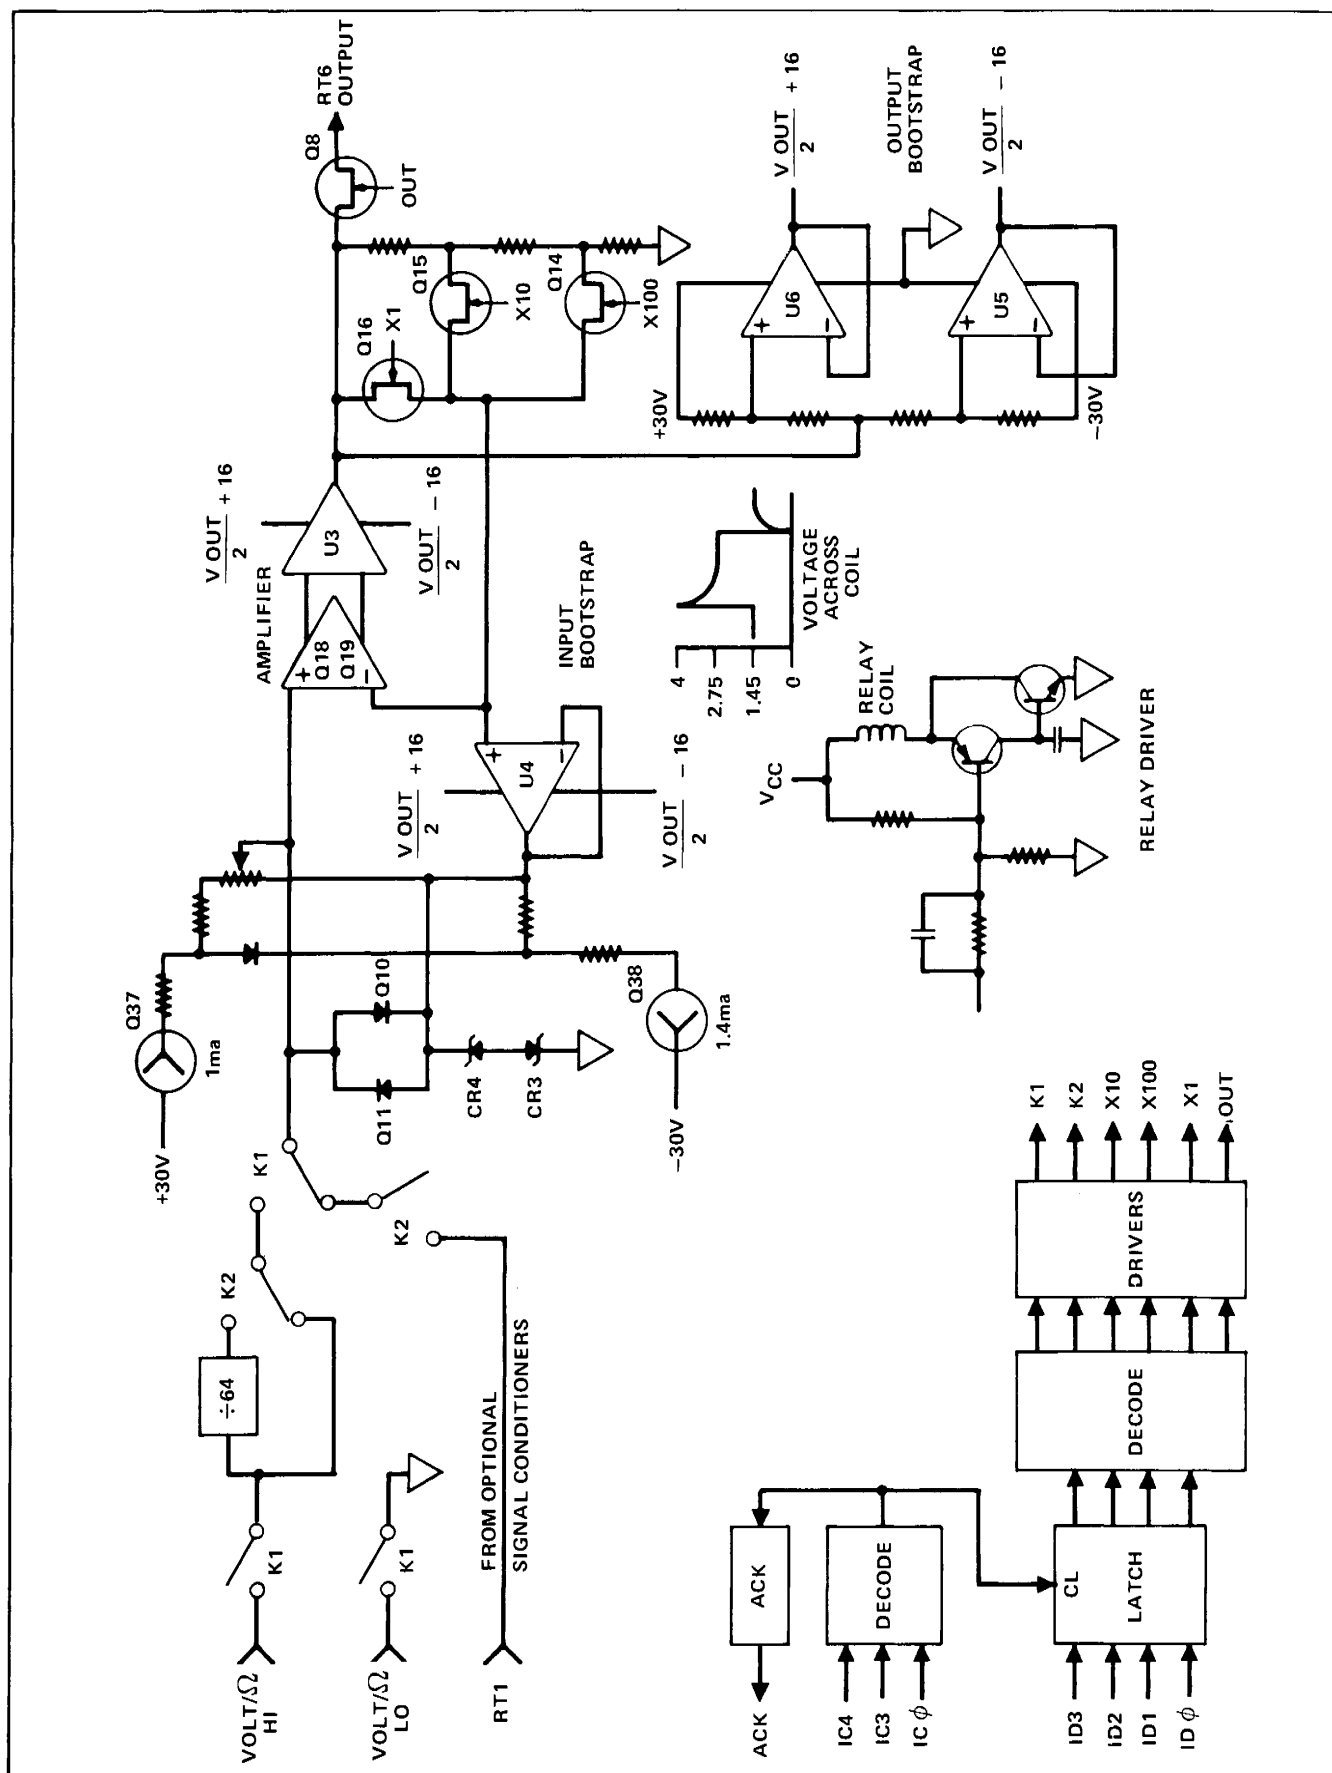 VOLT/Ω
HI
K1
÷64
K2
K1
VOLT/Ω
LO
K1
RT1
FROM OPTIONAL
SIGNAL CONDITIONERS
K2
+30V
Q37
1ma
Q11
Q10
CR4
CR3
Q38
1.4ma
−30V
AMPLIFIER
+
−
Q18
Q19
U3
V OUT
2
+ 16
V OUT
2
− 16
U4
+
−
V OUT
2
+ 16
V OUT
2
− 16
INPUT
BOOTSTRAP
Q16
X1
Q15
X10
Q14
X100
Q8
OUT
RT6
OUTPUT
+30V
−30V
U6
+
−
U5
+
−
V OUT
2
+ 16
OUTPUT
BOOTSTRAP
V OUT
2
− 16
4
2.75
1.45
0
VOLTAGE
ACROSS
COIL
VCC
RELAY
COIL
RELAY DRIVER
ACK
ACK
IC4
IC3
IC ϕ
DECODE
ID3
ID2
ID1
ID ϕ
CL
LATCH
DECODE
DRIVERS
K1
K2
X10
X100
X1
OUT